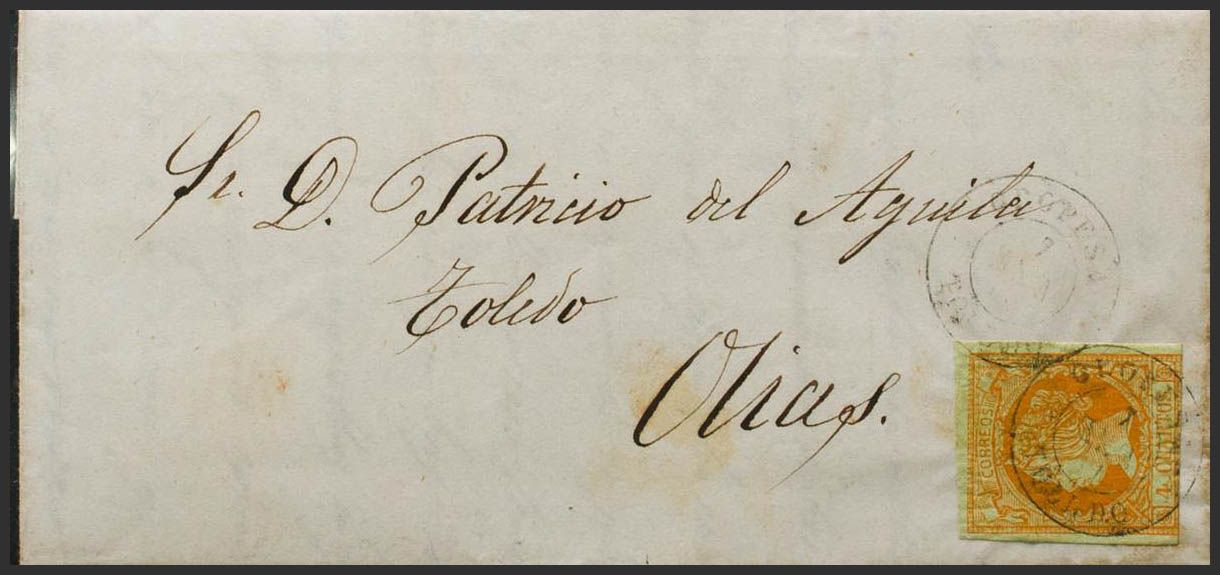 Sr. D. Patricio del Aguila
Toledo
Olias.
CORREOS
4 CUARTOS